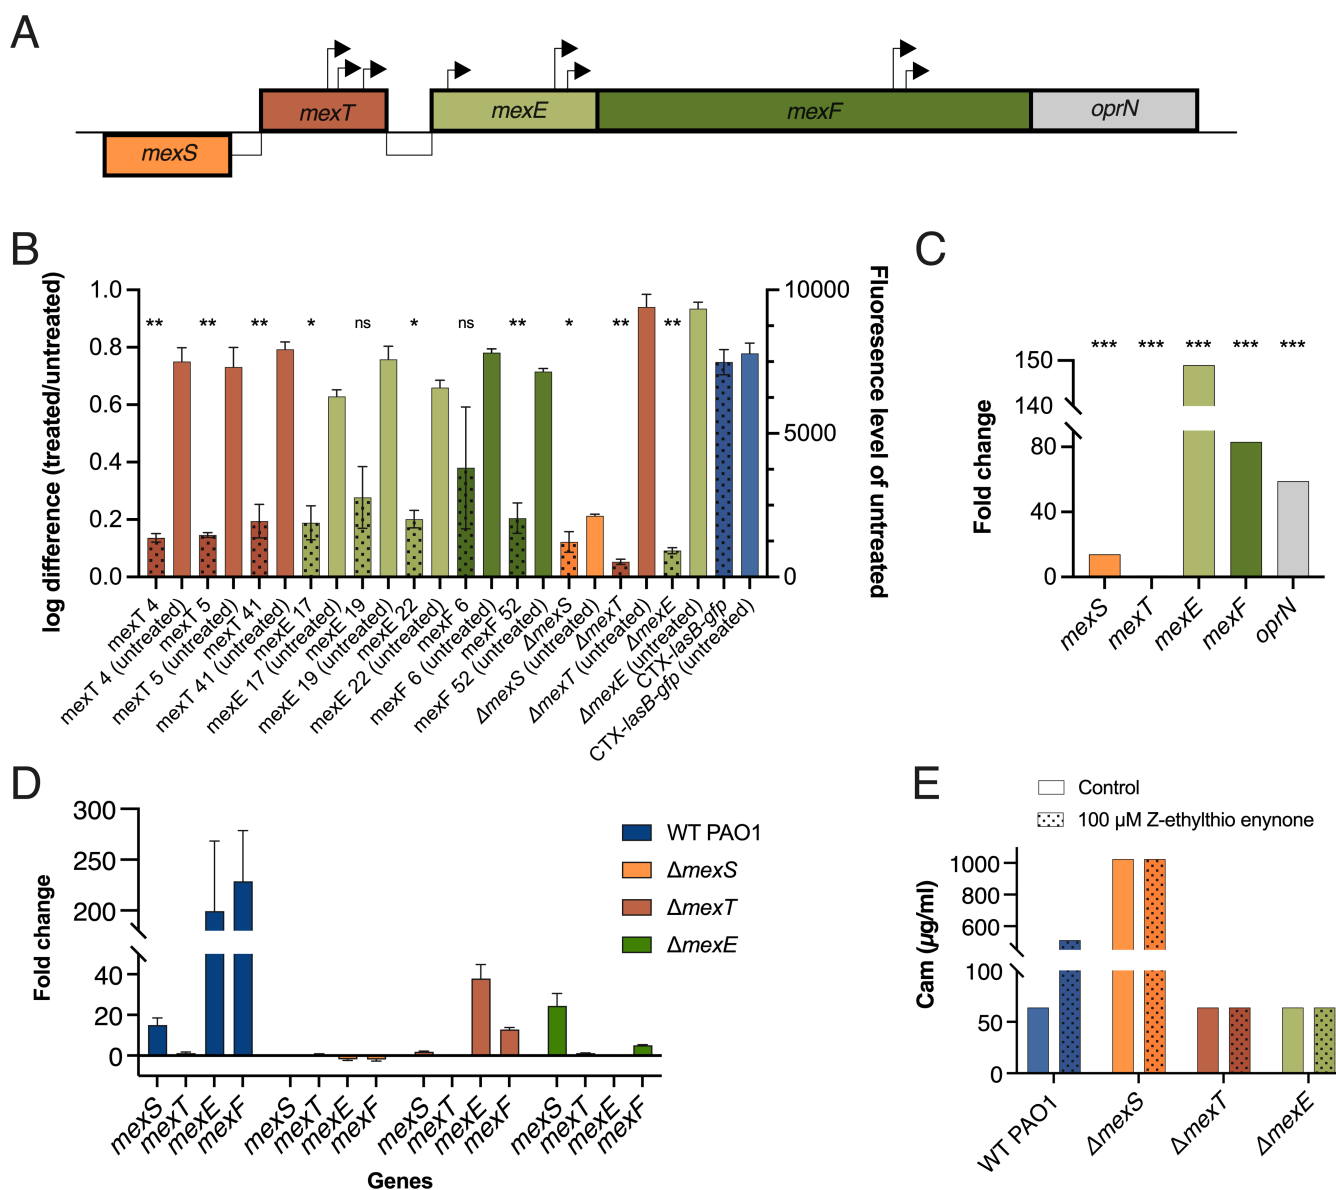 A
mexT
mexE
mexF
oprN
mexS
B
log difference (treated/untreated)
1.0
0.8
0.6
0.4
0.2
0.0
** ** ** * ns * ns ** * ** **
10000
5000
0
Fluoresence level of untreated
mexT 4
mexT 4 (untreated)
mexT 5
mexT 5 (untreated)
mexT 41
mexT 41 (untreated)
mexE 17
mexE 17 (untreated)
mexE 19
mexE 19 (untreated)
mexE 22
mexE 22 (untreated)
mexF 6
mexF 6 (untreated)
mexF 52
mexF 52 (untreated)
ΔmexS
ΔmexS (untreated)
ΔmexT
ΔmexT (untreated)
ΔmexE
ΔmexE (untreated)
CTX-lasB-gfp
CTX-lasB-gfp (untreated)
C
Fold change
150
140
80
40
0
*** *** *** *** ***
mexS
mexT
mexE
mexF
oprN
D
Fold change
300
250
200
40
20
0
WT PAO1
ΔmexS
ΔmexT
ΔmexE
mexS
mexT
mexE
mexF
mexS
mexT
mexE
mexF
mexS
mexT
mexE
mexF
mexS
mexT
mexE
mexF
Genes
E
Control
100 µM Z-ethylthio enynone
Cam (µg/ml)
1000
800
600
100
50
0
WT PAO1
ΔmexS
ΔmexT
ΔmexE